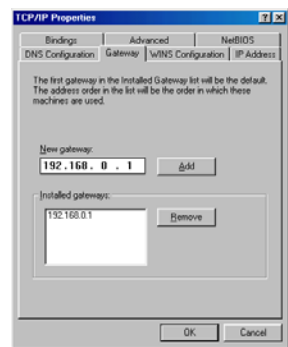 TCP/IP Properties
Bindings Advanced NetBIOS
DNS Configuration Gateway WINS Configuration IP Address
The first gateway in the Installed Gateway list will be the default.
The address order in the list will be the order in which these
machines are used.
New gateway:
192.168. 0 . 1 Add
Installed gateways:
192.168.0.1 Remove
OK Cancel